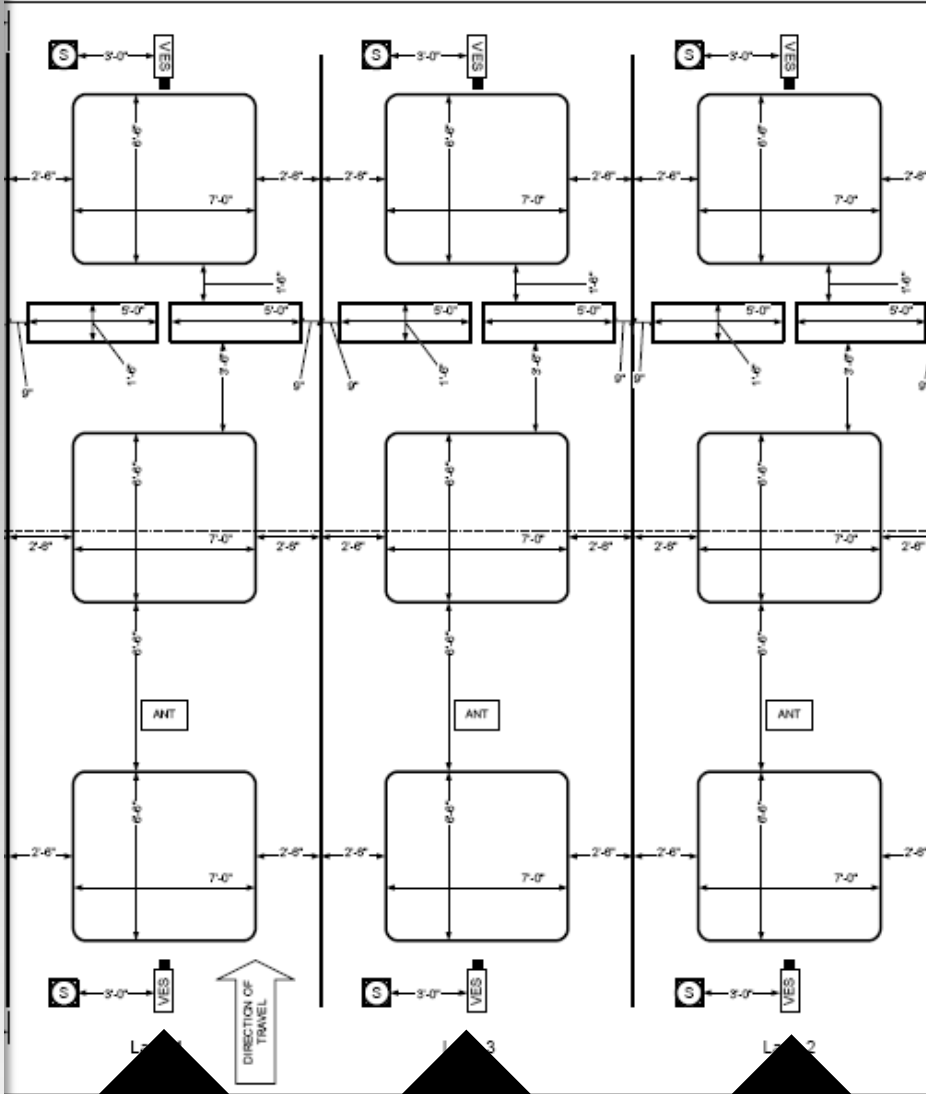 S 3'-0" VES S 3'-0" VES S 3'-0" VES
6'-6" 6'-6" 6'-6"
2'-6" 2'-6" 2'-6" 2'-6" 2'-6" 2'-6"
7'-0" 7'-0" 7'-0"
1'-6" 1'-6" 1'-6"
5'-0" 5'-0" 5'-0" 5'-0" 5'-0" 5'-0"
9" 1'-6" 3'-6" 9" 9" 1'-6" 3'-6" 9" 9" 1'-6" 3'-6" 9"
6'-6" 6'-6" 6'-6"
2'-6" 7'-0" 2'-6" 2'-6" 7'-0" 2'-6" 2'-6" 7'-0" 2'-6"
6'-6" 6'-6" 6'-6"
ANT ANT ANT
6'-6" 6'-6" 6'-6"
2'-6" 2'-6" 2'-6" 2'-6" 2'-6" 2'-6"
7'-0" 7'-0" 7'-0"
S 3'-0" VES S 3'-0" VES S 3'-0" VES
DIRECTION OF
TRAVEL
3 2